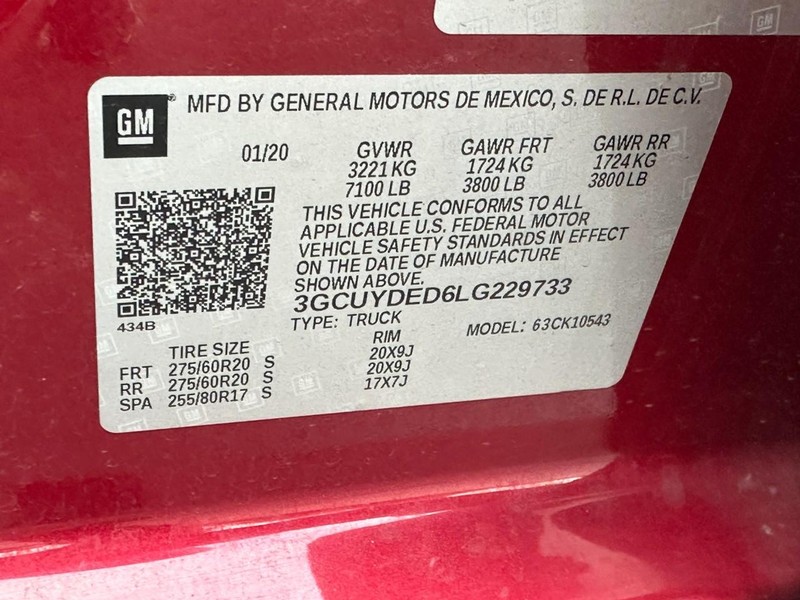 GM
GM ® MFD BY GENERAL MOTORS DE MEXICO, S. DE R.L. DE C.V.
01/20 GVWR GAWR FRT GAWR RR
3221 KG 1724 KG 1724 KG
7100 LB 3800 LB 3800 LB
THIS VEHICLE CONFORMS TO ALL
APPLICABLE U.S. FEDERAL MOTOR
VEHICLE SAFETY STANDARDS IN EFFECT
ON THE DATE OF MANUFACTURE
SHOWN ABOVE.
3GCUYDED6LG229733
434B TYPE: TRUCK MODEL: 63CK10543
TIRE SIZE RIM
FRT 275/60R20 S 20X9J
RR 275/60R20 S 20X9J
SPA 255/80R17 S 17X7J